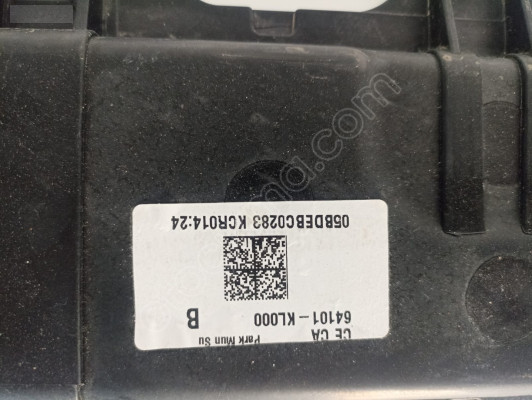 CE CA
Park Mun Su
64101-KL000
B
05BDEBC0283 KCR014:24